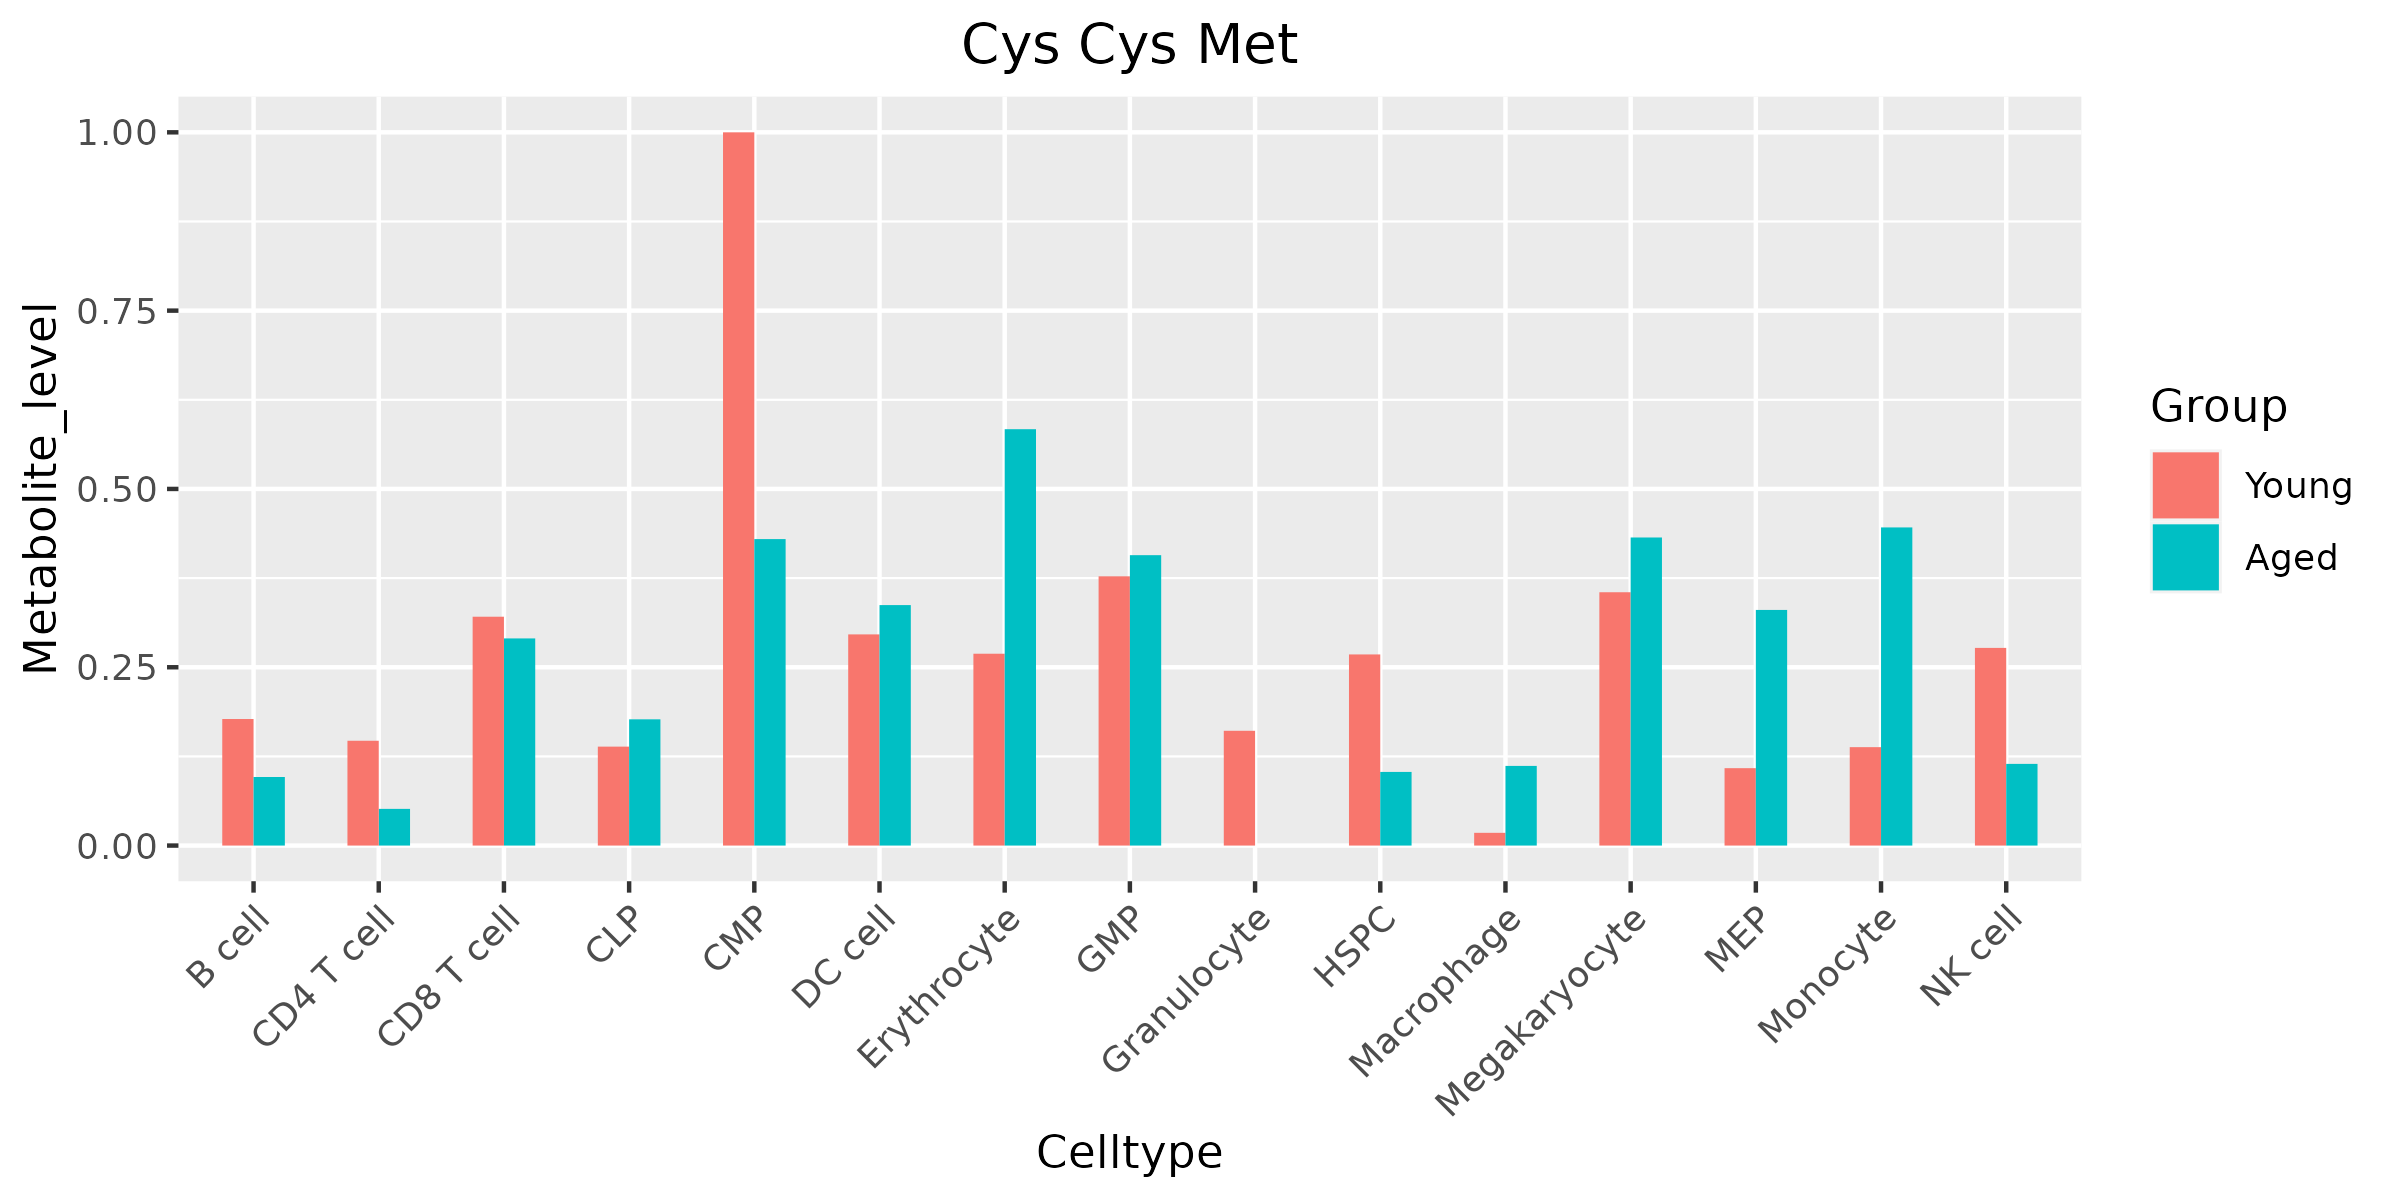 Cys Cys Met
Metabolite_level
1.00
0.75
0.50
0.25
0.00
B cell
CD4 T cell
CD8 T cell
CLP
CMP
DC cell
Erythrocyte
GMP
Granulocyte
HSPC
Macrophage
Megakaryocyte
MEP
Monocyte
NK cell
Celltype
Group
Young
Aged